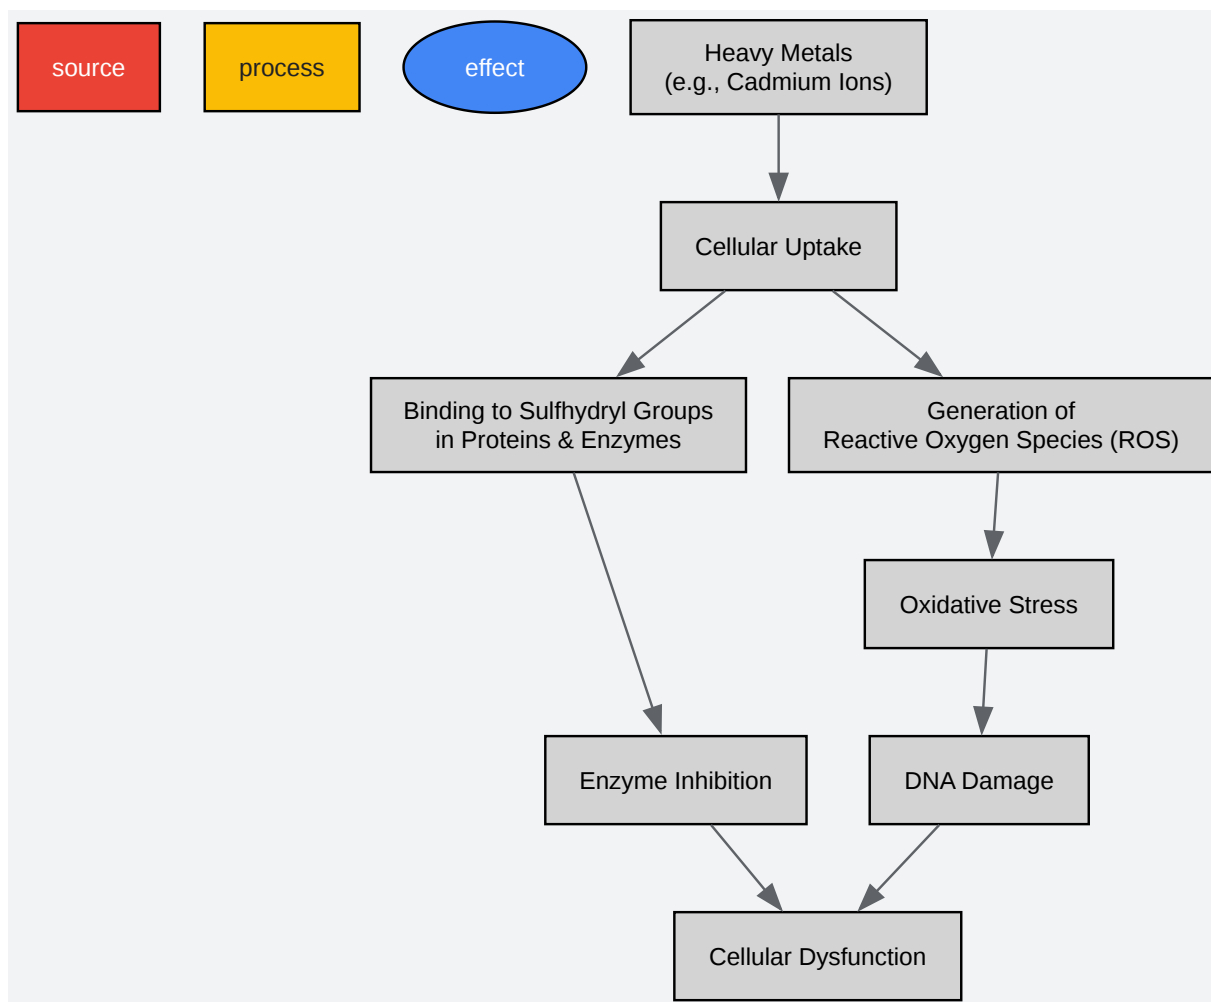 source
process
effect
Heavy Metals
(e.g., Cadmium Ions)
Cellular Uptake
Binding to Sulfhydryl Groups
in Proteins & Enzymes
Generation of
Reactive Oxygen Species (ROS)
Oxidative Stress
Enzyme Inhibition
DNA Damage
Cellular Dysfunction